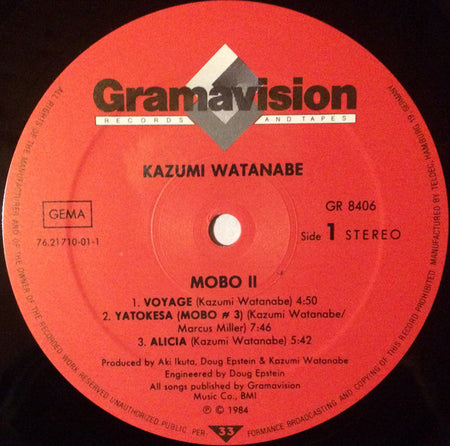 Gramavision
RECORDS AND TAPES
KAZUMI WATANABE
GEMA
76.21710-01-1
GR 8406
Side 1 STEREO
MOBO II
1. VOYAGE (Kazumi Watanabe) 4:50
2. YATOKESA (MOBO # 3) (Kazumi Watanabe/
Marcus Miller) 7:46
3. ALICIA (Kazumi Watanabe) 5:42
Produced by Aki Ikuta, Doug Epstein & Kazumi Watanabe
Engineered by Doug Epstein
All songs published by Gramavision
Music Co., BMI
℗ © 1984
33
ALL RIGHTS OF THE MANUFACTURER AND OF THE OWNER OF THE RECORDED WORK RESERVED UNAUTHORIZED PUBLIC PERFORMANCE BROADCASTING AND COPYING OF THIS RECORD PROHIBITED MANUFACTURED BY TELDEC, HAMBURG 19 GERMANY